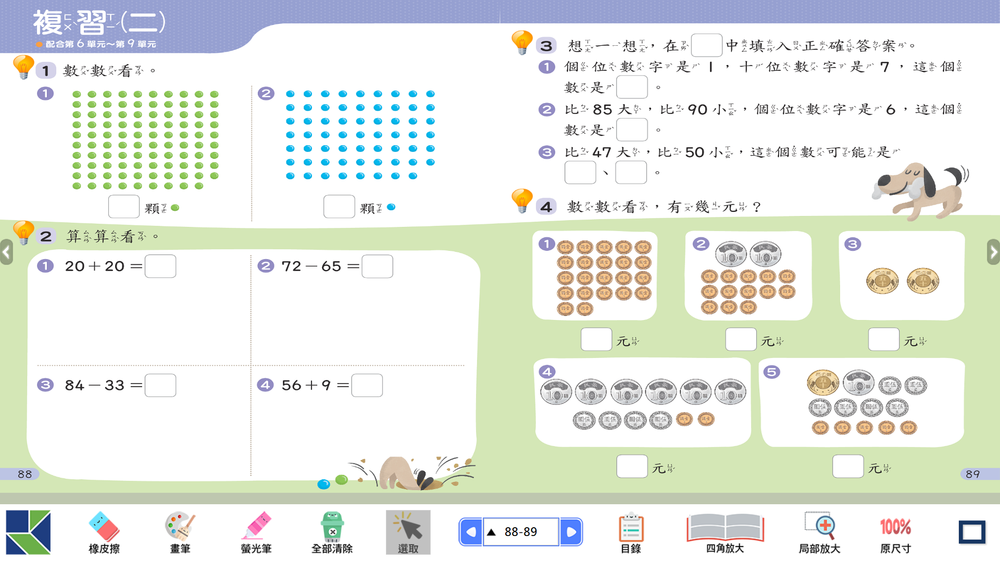 複習(二)
配合第6單元~第9單元
1 數數看。
1
2
顆
顆
2 算算看。
1 20+20=
2 72-65=
3 84-33=
4 56+9=
88
3 想一想,在 中填入正確答案。
1 個位數字是1,十位數字是7,這個
數是 。
2 比85大,比90小,個位數字是6,這個
數是 。
3 比47大,比50小,這個數可能是
、 。
4 數數看,有幾元?
1
2
3
元
元
元
4
5
元
元
89
橡皮擦
畫筆
螢光筆
全部清除
選取
▲ 88-89
目錄
四角放大
局部放大
100%
原尺寸